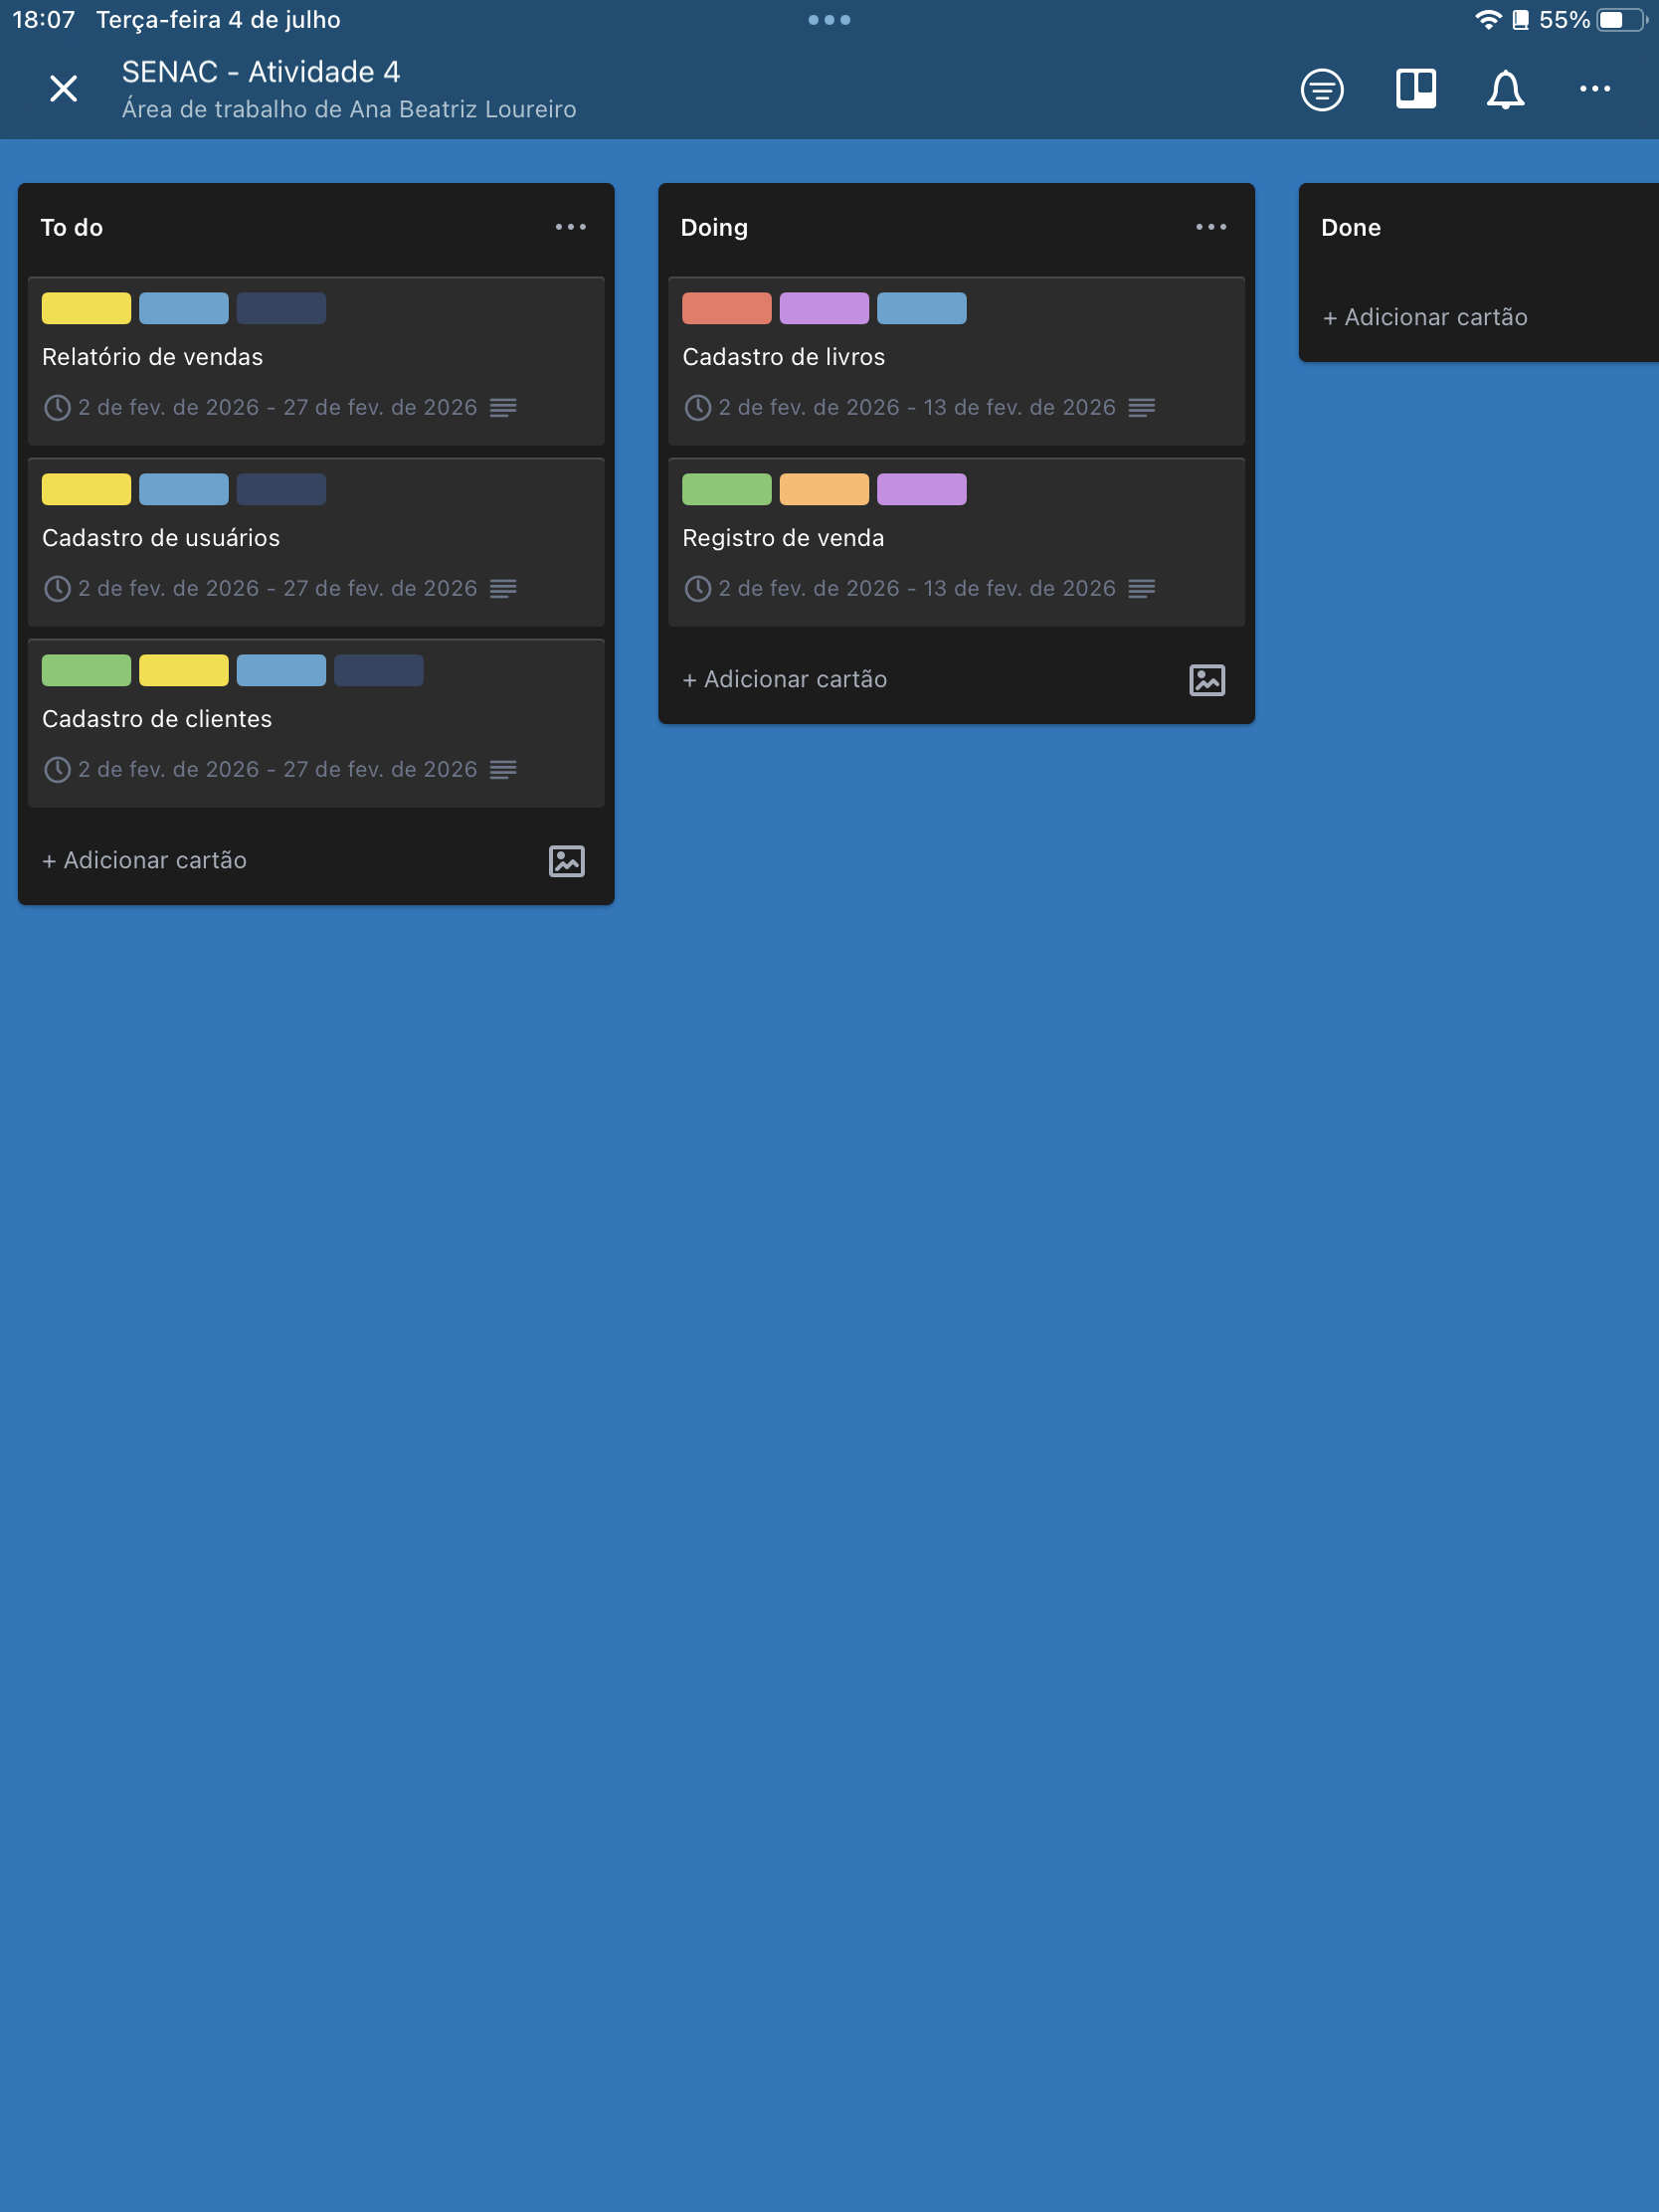 18:07 Terça-feira 4 de julho
55%
SENAC - Atividade 4
Área de trabalho de Ana Beatriz Loureiro
To do
Relatório de vendas
2 de fev. de 2026 - 27 de fev. de 2026
Cadastro de usuários
2 de fev. de 2026 - 27 de fev. de 2026
Cadastro de clientes
2 de fev. de 2026 - 27 de fev. de 2026
+ Adicionar cartão
Doing
Cadastro de livros
2 de fev. de 2026 - 13 de fev. de 2026
Registro de venda
2 de fev. de 2026 - 13 de fev. de 2026
+ Adicionar cartão
Done
+ Adicionar cartão